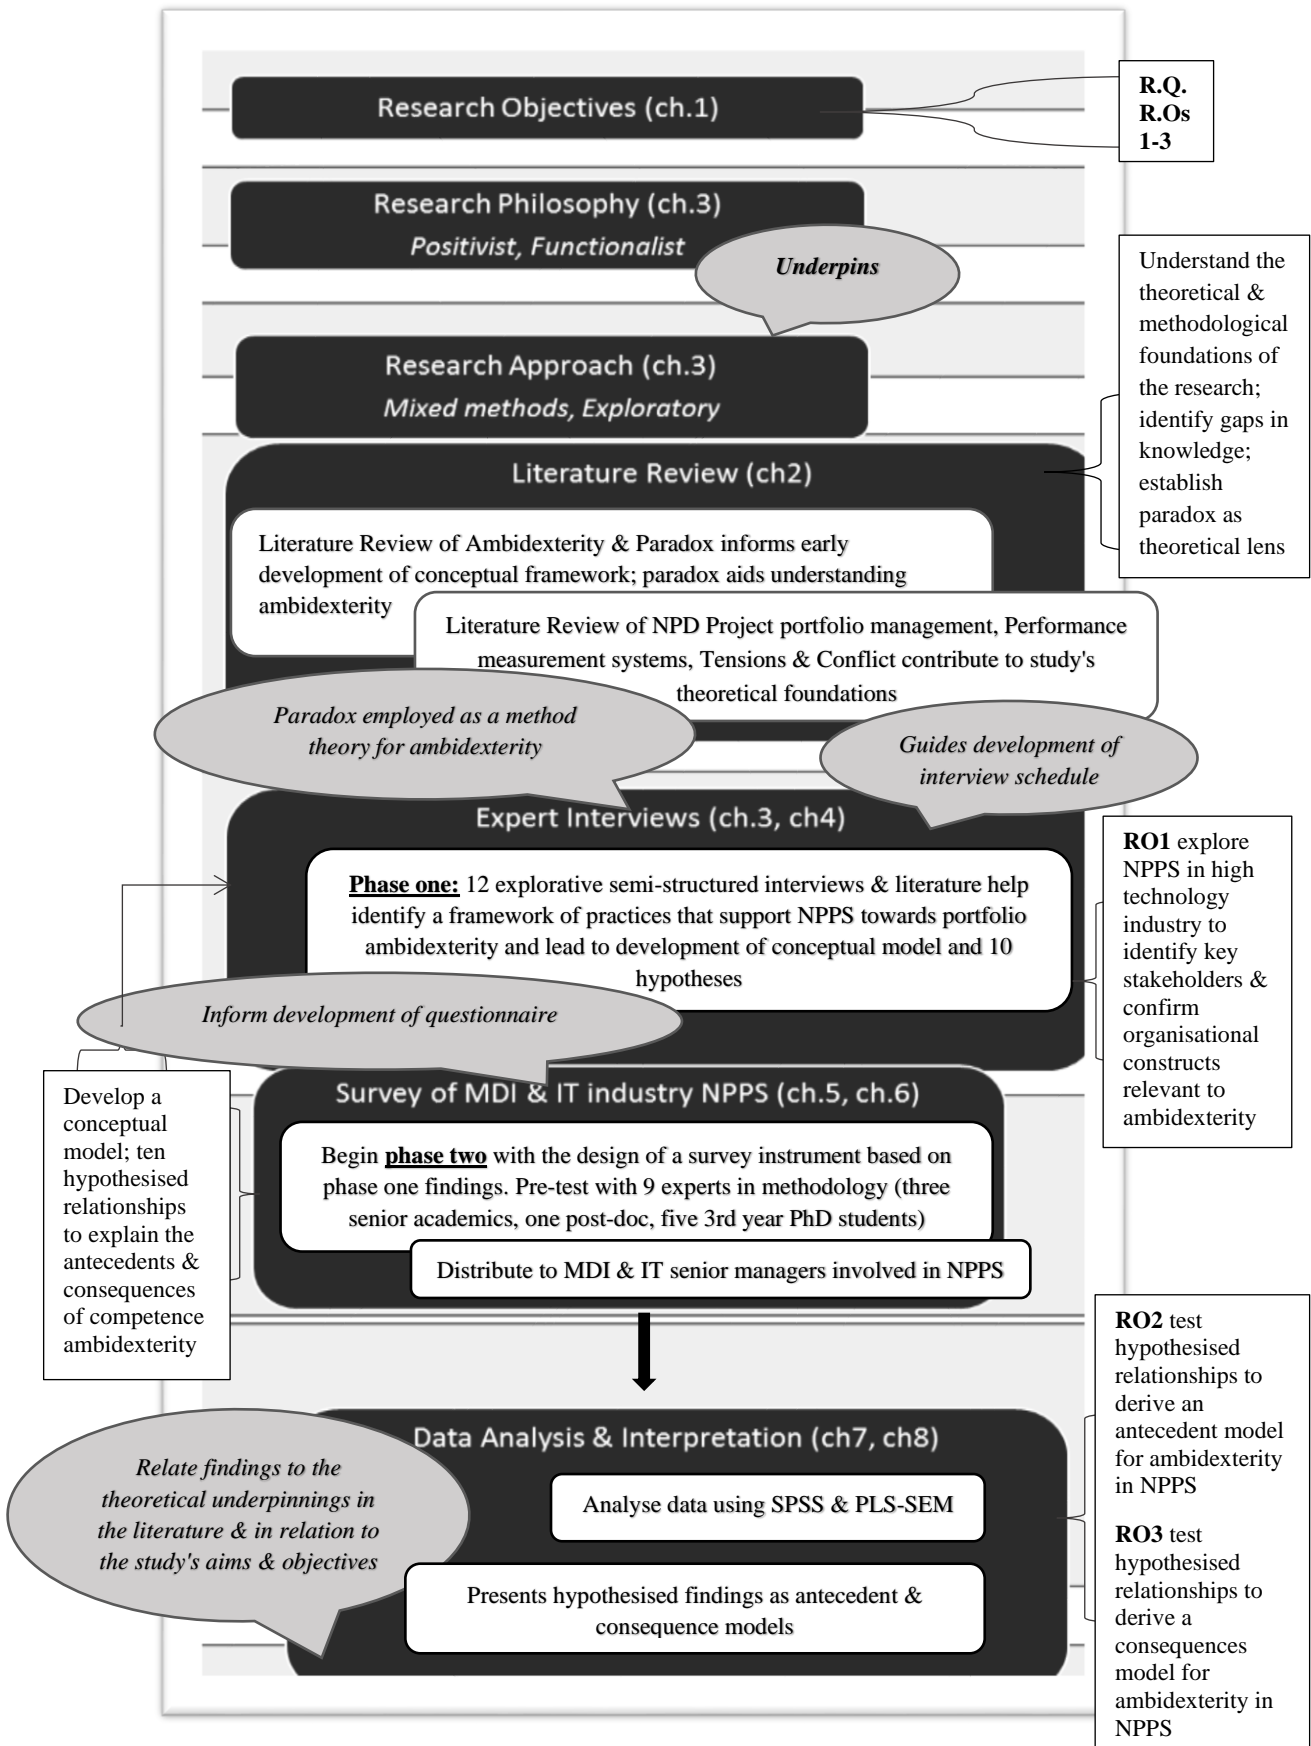 Research Objectives (ch.1)
R.Q.
R.Os
1-3
Research Philosophy (ch.3)
Positivist, Functionalist
Underpins
Research Approach (ch.3)
Mixed methods, Exploratory
Understand the
theoretical &
methodological
foundations of
the research;
identify gaps in
knowledge;
establish
paradox as
theoretical lens
Literature Review (ch2)
Literature Review of Ambidexterity & Paradox informs early
development of conceptual framework; paradox aids understanding
ambidexterity
Literature Review of NPD Project portfolio management, Performance
measurement systems, Tensions & Conflict contribute to study's
theoretical foundations
Paradox employed as a method
theory for ambidexterity
Guides development of
interview schedule
Expert Interviews (ch.3, ch4)
Phase one: 12 explorative semi-structured interviews & literature help
identify a framework of practices that support NPPS towards portfolio
ambidexterity and lead to development of conceptual model and 10
hypotheses
RO1 explore
NPPS in high
technology
industry to
identify key
stakeholders &
confirm
organisational
constructs
relevant to
ambidexterity
Inform development of questionnaire
Develop a
conceptual
model; ten
hypothesised
relationships
to explain the
antecedents &
consequences
of competence
ambidexterity
Survey of MDI & IT industry NPPS (ch.5, ch.6)
Begin phase two with the design of a survey instrument based on
phase one findings. Pre-test with 9 experts in methodology (three
senior academics, one post-doc, five 3rd year PhD students)
Distribute to MDI & IT senior managers involved in NPPS
Data Analysis & Interpretation (ch7, ch8)
Relate findings to the
theoretical underpinnings in
the literature & in relation to
the study's aims & objectives
Analyse data using SPSS & PLS-SEM
Presents hypothesised findings as antecedent &
consequence models
RO2 test
hypothesised
relationships to
derive an
antecedent model
for ambidexterity
in NPPS
RO3 test
hypothesised
relationships to
derive a
consequences
model for
ambidexterity in
NPPS